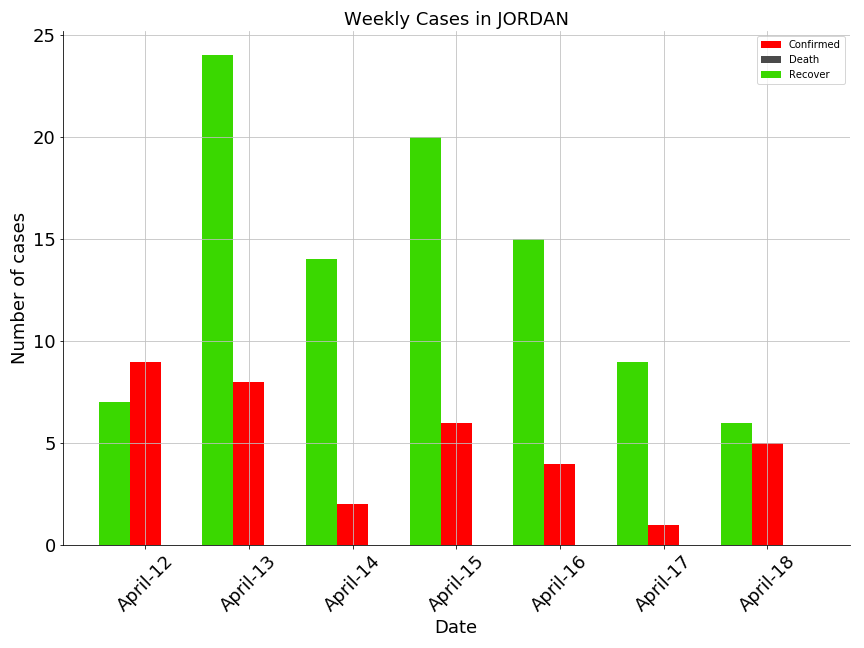 Weekly Cases in JORDAN
Confirmed
Death
Recover
Number of cases
25
20
15
10
5
0
April-12
April-13
April-14
April-15
April-16
April-17
April-18
Date